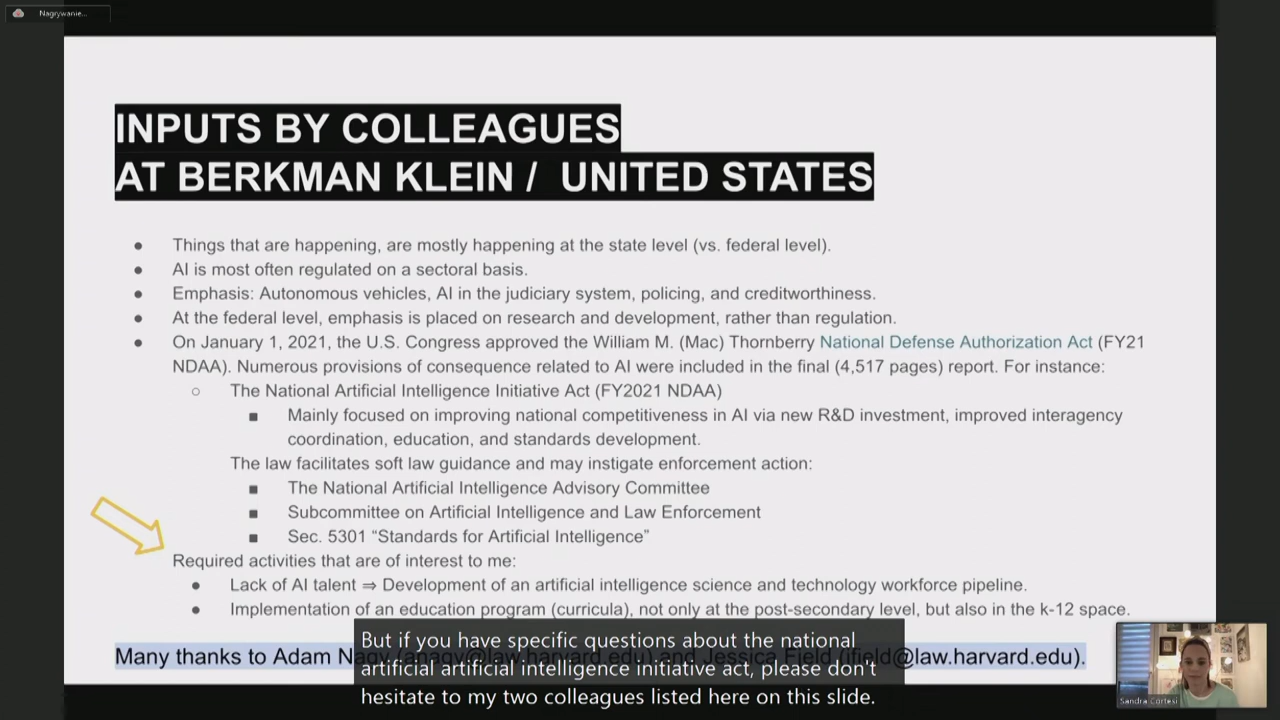 Nagrywanie...
INPUTS BY COLLEAGUES
AT BERKMAN KLEIN / UNITED STATES
● Things that are happening, are mostly happening at the state level (vs. federal level).
● AI is most often regulated on a sectoral basis.
● Emphasis: Autonomous vehicles, AI in the judiciary system, policing, and creditworthiness.
● At the federal level, emphasis is placed on research and development, rather than regulation.
● On January 1, 2021, the U.S. Congress approved the William M. (Mac) Thornberry National Defense Authorization Act (FY21
NDAA). Numerous provisions of consequence related to AI were included in the final (4,517 pages) report. For instance:
○ The National Artificial Intelligence Initiative Act (FY2021 NDAA)
■ Mainly focused on improving national competitiveness in AI via new R&D investment, improved interagency
coordination, education, and standards development.
The law facilitates soft law guidance and may instigate enforcement action:
■ The National Artificial Intelligence Advisory Committee
■ Subcommittee on Artificial Intelligence and Law Enforcement
■ Sec. 5301 “Standards for Artificial Intelligence”
Required activities that are of interest to me:
● Lack of AI talent ⇒ Development of an artificial intelligence science and technology workforce pipeline.
● Implementation of an education program (curricula), not only at the post-secondary level, but also in the k-12 space.
Many thanks to Adam Nagy (anagy@law.harvard.edu) and Jessica Fjeld (jfjeld@law.harvard.edu).
But if you have specific questions about the national
artificial artificial intelligence initiative act, please don't
hesitate to my two colleagues listed here on this slide.
Sandra Cortesi